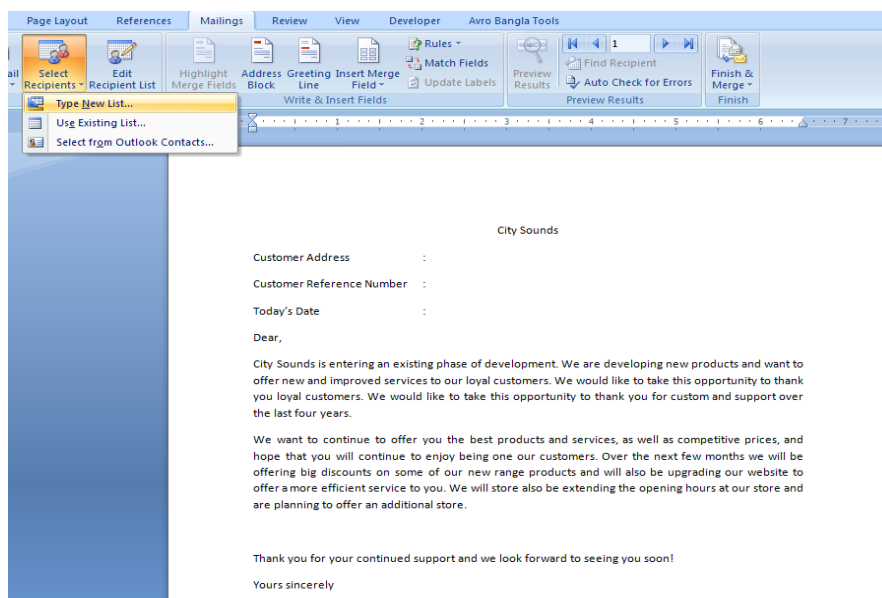 Page Layout References Mailings Review View Developer Avro Bangla Tools
Rules 1
Match Fields Find Recipient
ail Select Edit Highlight Address Greeting Insert Merge Update Labels Preview Auto Check for Errors Finish &
Recipients Recipient List Merge Fields Block Line Field Results Merge
Write & Insert Fields Preview Results Finish
Type New List...
Use Existing List...
Select from Outlook Contacts...
1 2 3 4 5 6 7
City Sounds
Customer Address :
Customer Reference Number :
Today's Date :
Dear,
City Sounds is entering an existing phase of development. We are developing new products and want to
offer new and improved services to our loyal customers. We would like to take this opportunity to thank
you loyal customers. We would like to take this opportunity to thank you for custom and support over
the last four years.
We want to continue to offer you the best products and services, as well as competitive prices, and
hope that you will continue to enjoy being one our customers. Over the next few months we will be
offering big discounts on some of our new range products and will also be upgrading our website to
offer a more efficient service to you. We will store also be extending the opening hours at our store and
are planning to offer an additional store.
Thank you for your continued support and we look forward to seeing you soon!
Yours sincerely